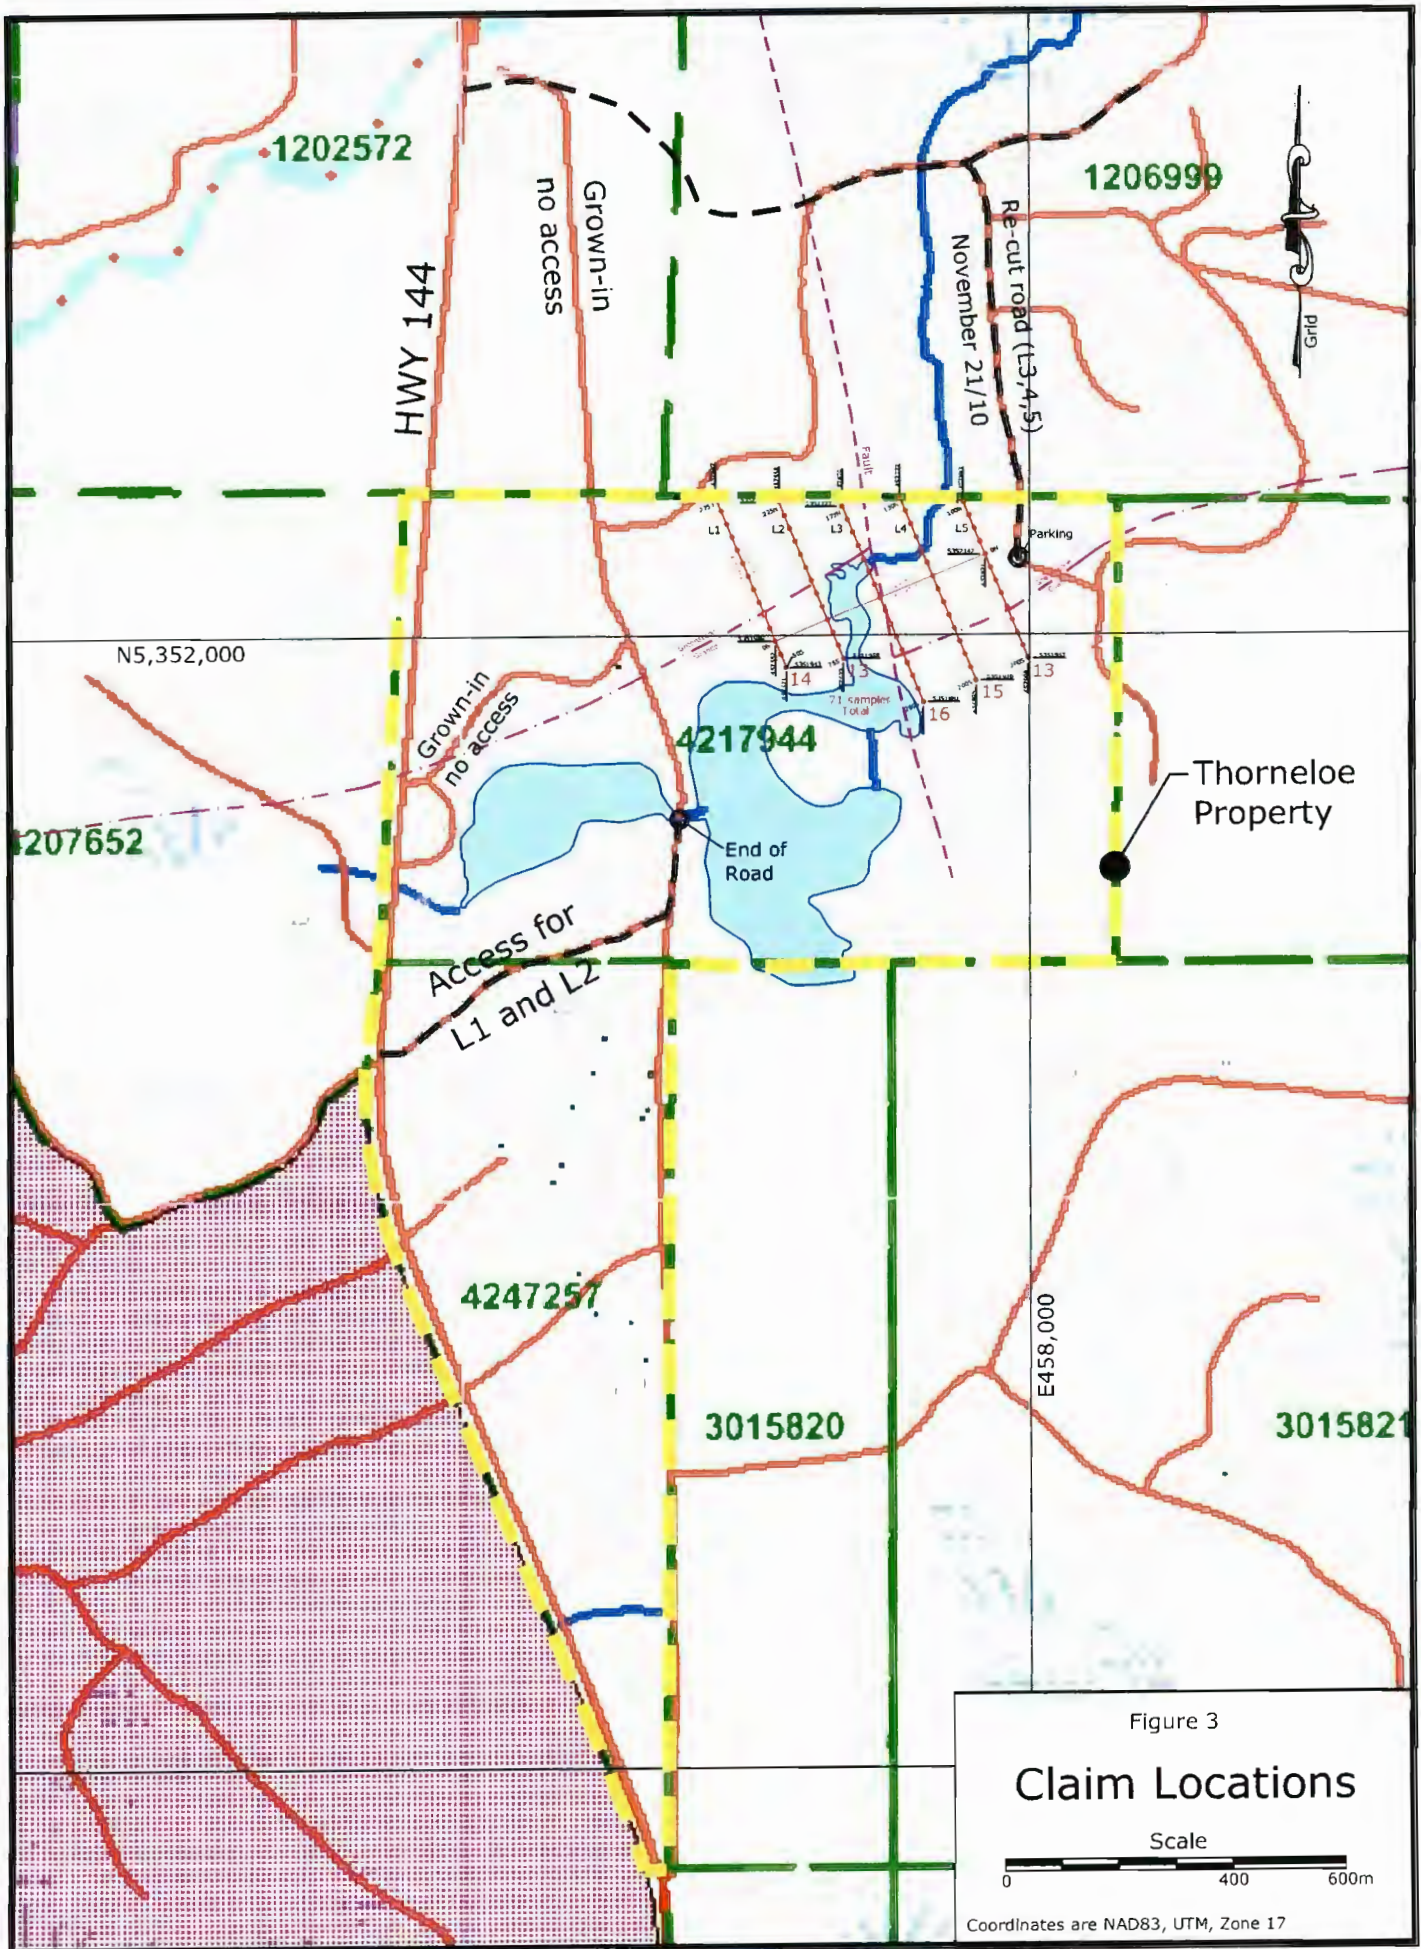 1202572
1206999
HWY 144
Grown-in
no access
Re-cut road (L3,4,5)
November 21/10
Grid
Fault
L1
L2
L3
L4
L5
Parking
N5,352,000
14
13
16
15
13
71 samples
Total
Grown-in
no access
4217944
Thorneloe
Property
4207652
End of
Road
Access for
L1 and L2
4247257
E458,000
3015820
3015821
Figure 3
Claim Locations
Scale
0 400 600m
Coordinates are NAD83, UTM, Zone 17